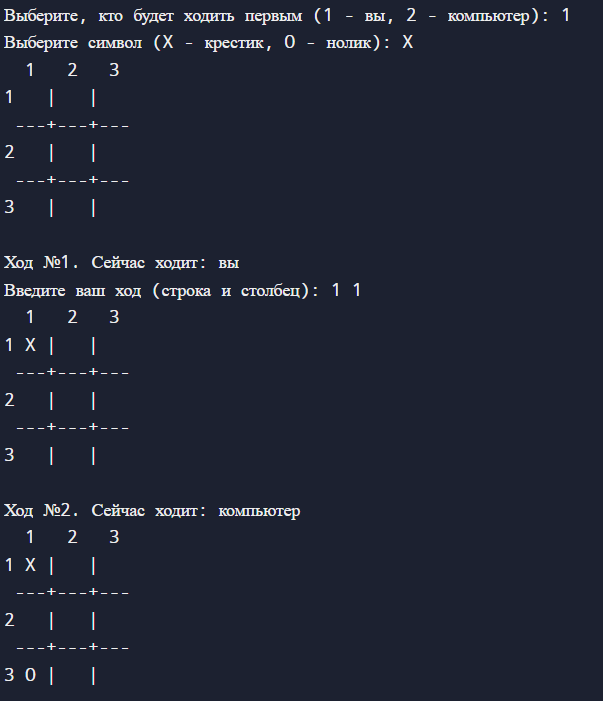 Выберите, кто будет ходить первым (1 - вы, 2 - компьютер): 1
Выберите символ (X - крестик, O - нолик): X
  1   2   3
1   |   |
 ---+---+---
2   |   |
 ---+---+---
3   |   |

Ход №1. Сейчас ходит: вы
Введите ваш ход (строка и столбец): 1 1
  1   2   3
1 X |   |
 ---+---+---
2   |   |
 ---+---+---
3   |   |

Ход №2. Сейчас ходит: компьютер
  1   2   3
1 X |   |
 ---+---+---
2   |   |
 ---+---+---
3 O |   |